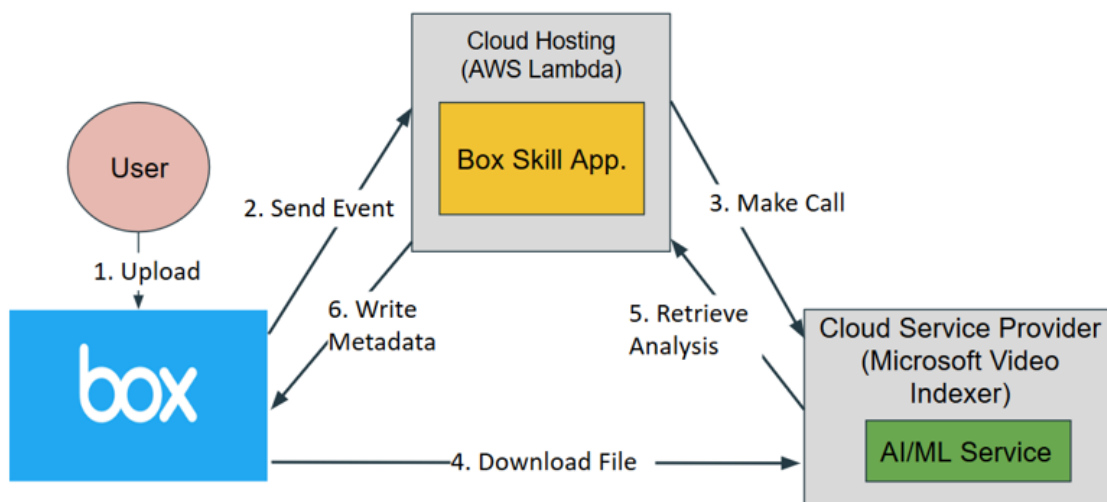 Cloud Hosting
(AWS Lambda)
Box Skill App.
User
2. Send Event
3. Make Call
1. Upload
6. Write
Metadata
5. Retrieve
Analysis
box
Cloud Service Provider
(Microsoft Video
Indexer)
AI/ML Service
4. Download File